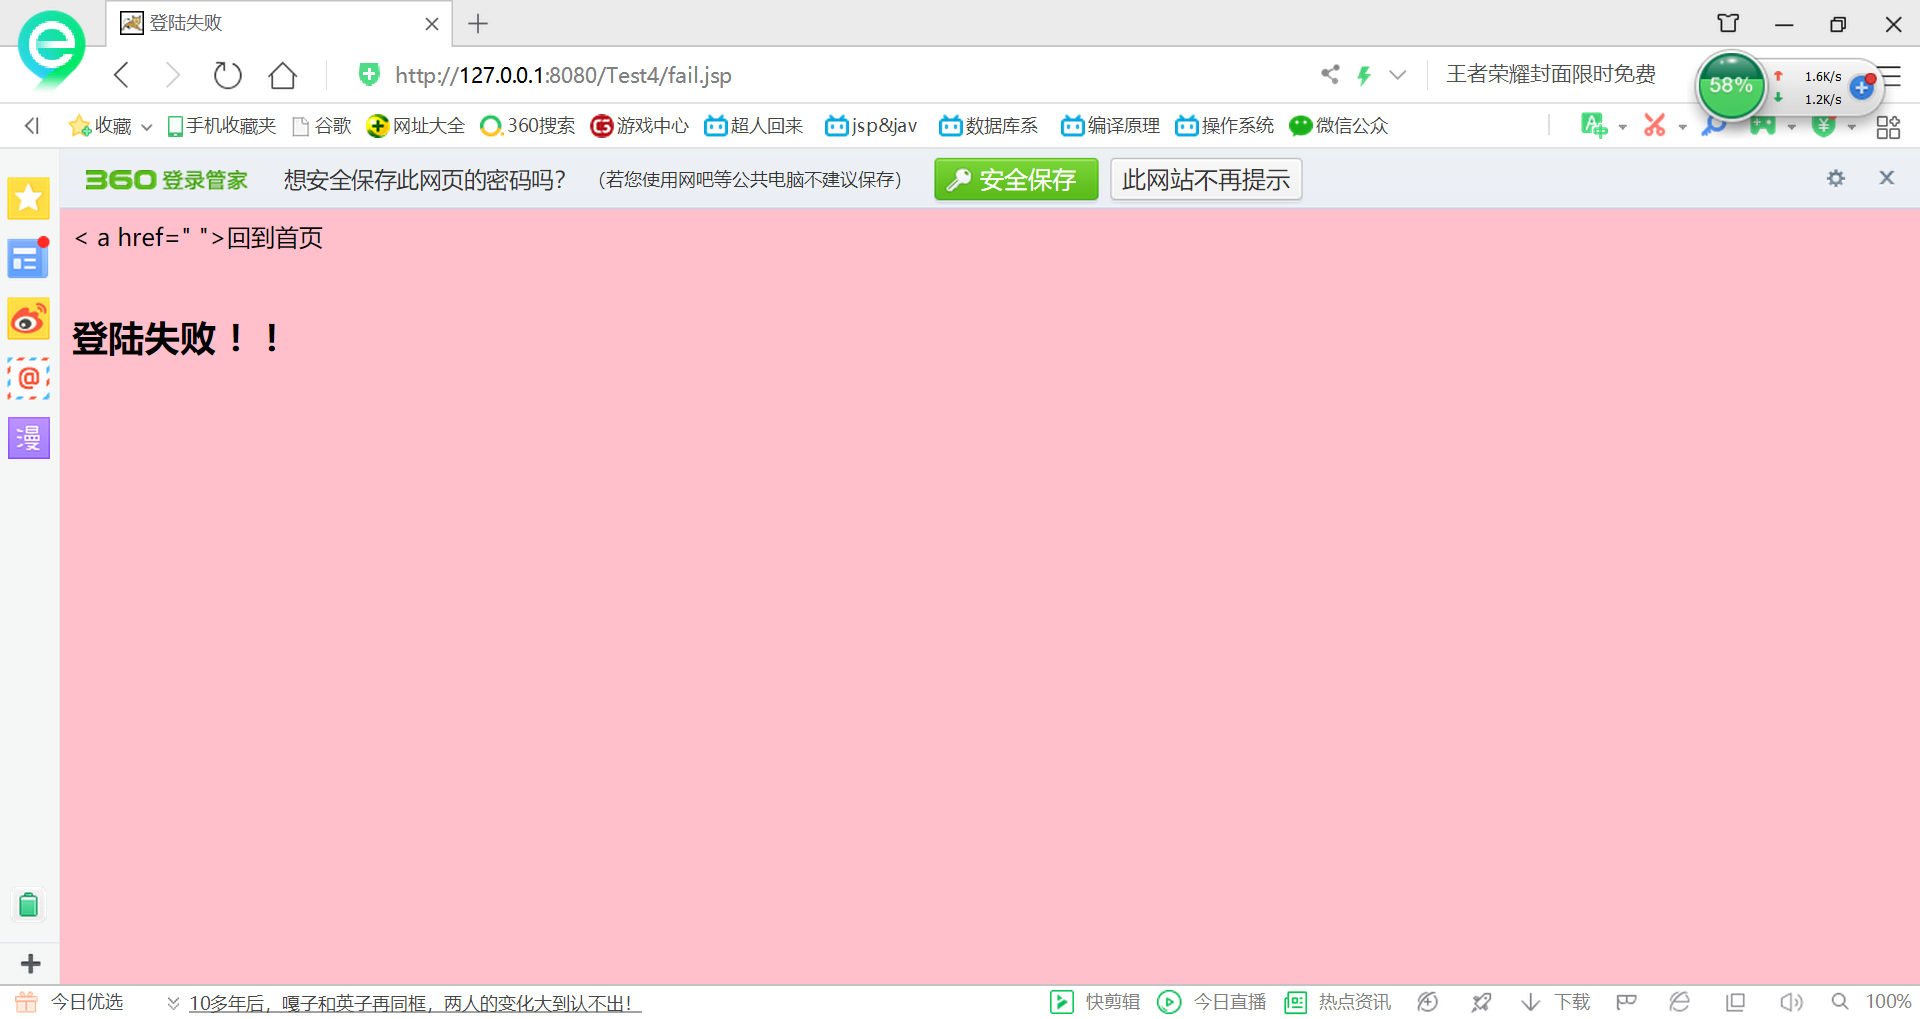 登陆失败
http://127.0.0.1:8080/Test4/fail.jsp
王者荣耀封面限时免费
58%
1.6K/s
1.2K/s
收藏 手机收藏夹 谷歌 网址大全 360搜索 游戏中心 超人回来 jsp&jav 数据库系 编译原理 操作系统 微信公众
360登录管家 想安全保存此网页的密码吗？ （若您使用网吧等公共电脑不建议保存） 安全保存 此网站不再提示
< a href=" ">回到首页
登陆失败！！
@
漫
今日优选 10多年后，嘎子和英子再同框，两人的变化大到认不出！ 快剪辑 今日直播 热点资讯 下载 100%